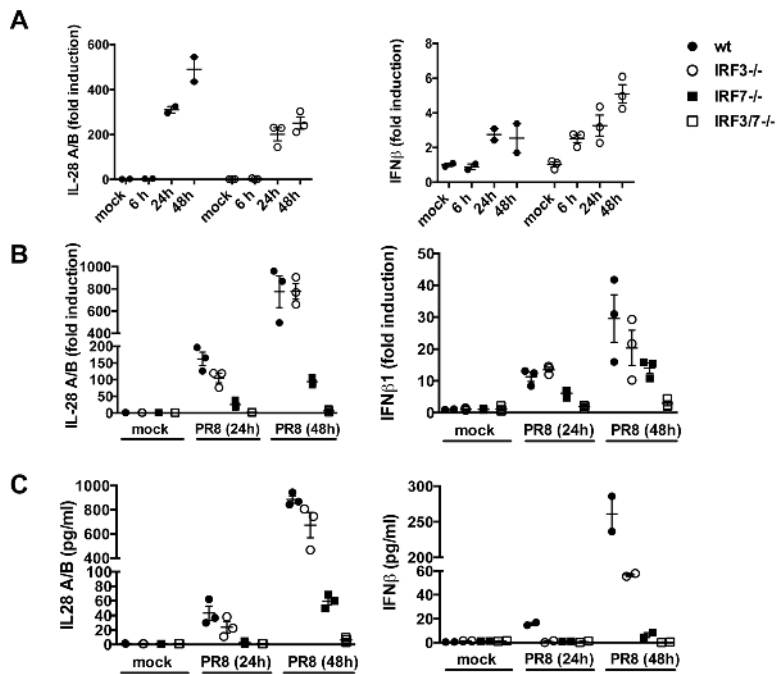 A
IL-28 A/B (fold induction)
600
400
200
0
mock
6 h
24h
48h
mock
6 h
24h
48h
IFNβ (fold induction)
8
6
4
2
0
mock
6 h
24h
48h
mock
6 h
24h
48h
wt
IRF3-/-
IRF7-/-
IRF3/7-/-
B
IL-28 A/B (fold induction)
1000
800
600
400
200
150
100
50
0
mock
PR8 (24h)
PR8 (48h)
IFNβ1 (fold induction)
50
40
30
20
10
0
mock
PR8 (24h)
PR8 (48h)
C
IL28 A/B (pg/ml)
1000
800
600
400
80
60
40
20
0
mock
PR8 (24h)
PR8 (48h)
IFNβ (pg/ml)
300
250
200
60
40
20
0
mock
PR8 (24h)
PR8 (48h)